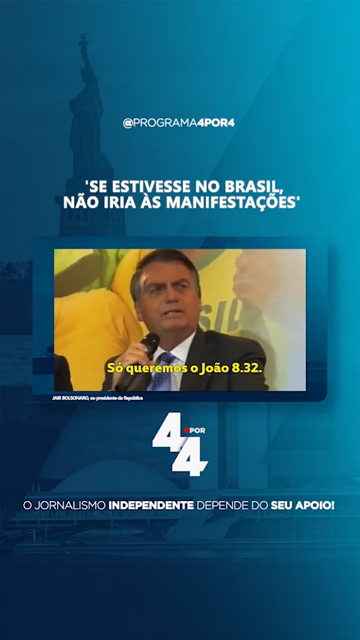 @PROGRAMA4POR4
'SE ESTIVESSE NO BRASIL,
NÃO IRIA ÀS MANIFESTAÇÕES'
SIL
Só queremos o João 8.32.
JAIR BOLSONARO, ex-presidente da República
4 POR 4
O JORNALISMO INDEPENDENTE DEPENDE DO SEU APOIO!